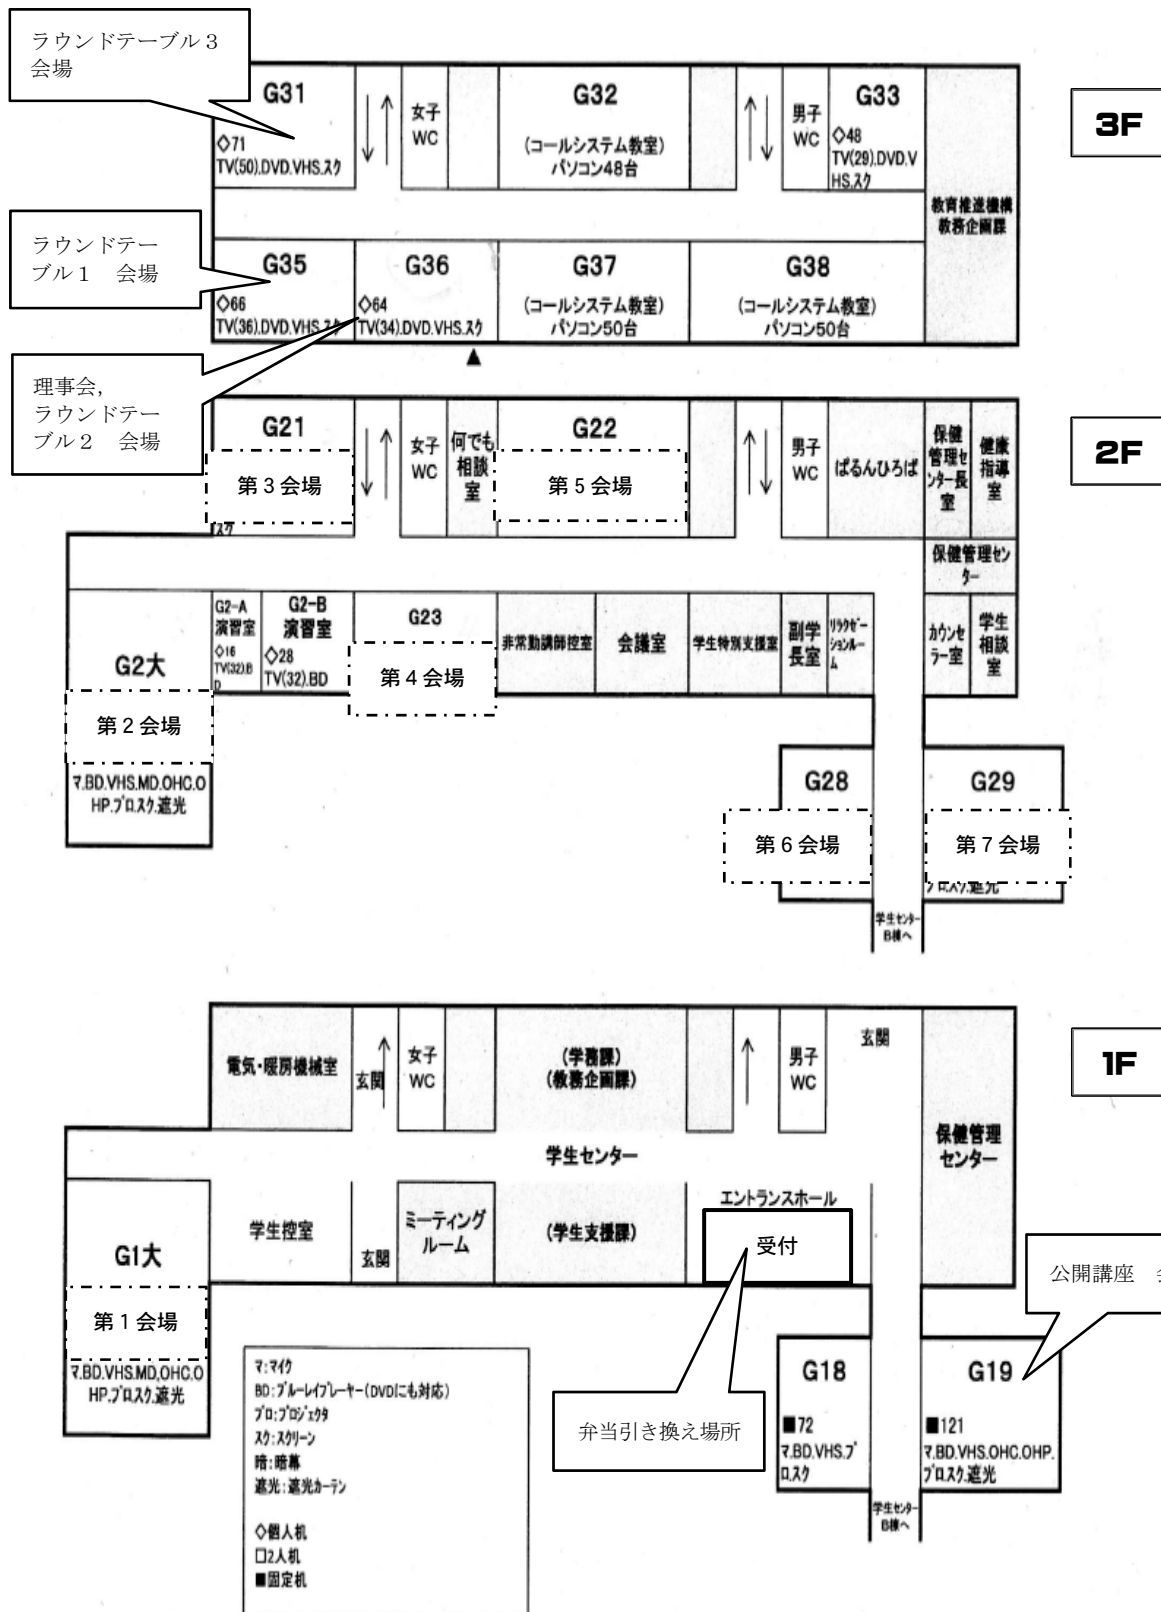 ラウンドテーブル３
会場
G31
◇71
TV(50).DVD.VHS.スク
女子
WC
G32
(コールシステム教室)
パソコン48台
男子
WC
G33
◇48
TV(29).DVD.V
HS.スク
教育推進機構
教務企画課
3F
ラウンドテー
ブル１　会場
G35
◇66
TV(36).DVD.VHS.スク
G36
◇64
TV(34).DVD.VHS.スク
G37
(コールシステム教室)
パソコン50台
G38
(コールシステム教室)
パソコン50台
理事会,
ラウンドテー
ブル２　会場
G21
第３会場
スク
女子
WC
何でも
相談
室
G22
第５会場
男子
WC
ぱるんひろば
保健
管理セ
ンター長
室
健康
指導
室
2F
保健管理セン
ター
G2大
第２会場
マ.BD.VHS.MD.OHC.O
HP.プロ.スク.遮光
G2-A
演習室
◇16
TV(32).B
D
G2-B
演習室
◇28
TV(32).BD
G23
第４会場
非常勤講師控室
会議室
学生特別支援室
副学
長室
リラクゼー
ションルー
ム
カウンセ
ラー室
学生
相談
室
G28
第６会場
G29
第７会場
プロ.スク.遮光
学生センター
B棟へ
電気・暖房機械室
玄関
女子
WC
(学務課)
(教務企画課)
男子
WC
玄関
保健管理
センター
1F
学生センター
エントランスホール
G1大
第１会場
マ.BD.VHS.MD,OHC.O
HP.プロ.スク.遮光
学生控室
玄関
ミーティング
ルーム
(学生支援課)
受付
公開講座
マ:マイク
BD:ブルーレイプレーヤー(DVDにも対応)
プロ:プロジェクタ
スク:スクリーン
暗:暗幕
遮光:遮光カーテン
◇個人机
□2人机
■固定机
弁当引き換え場所
G18
■72
マ.BD.VHS.プ
ロ.スク
G19
■121
マ.BD.VHS.OHC.OHP.
プロ.スク.遮光
学生センター
B棟へ